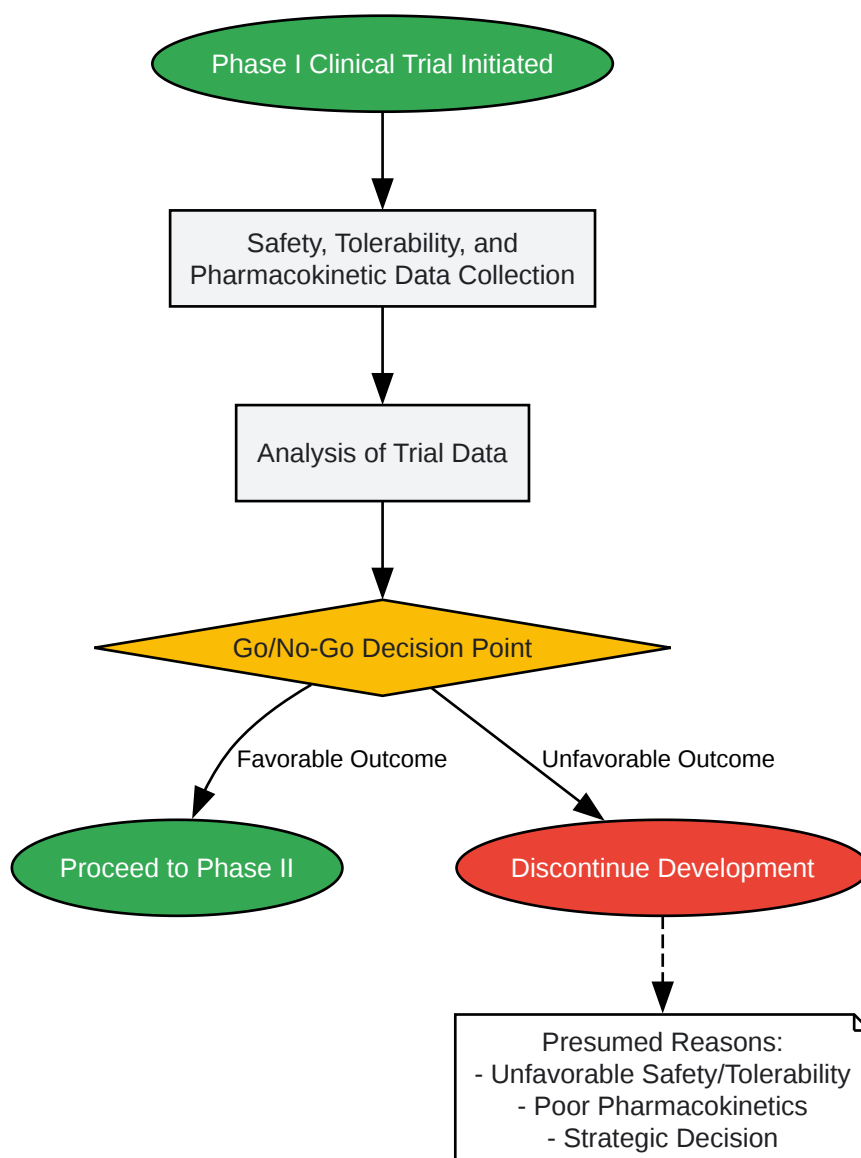 Phase I Clinical Trial Initiated
Safety, Tolerability, and
Pharmacokinetic Data Collection
Analysis of Trial Data
Go/No-Go Decision Point
Favorable Outcome
Unfavorable Outcome
Proceed to Phase II
Discontinue Development
Presumed Reasons:
- Unfavorable Safety/Tolerability
- Poor Pharmacokinetics
- Strategic Decision